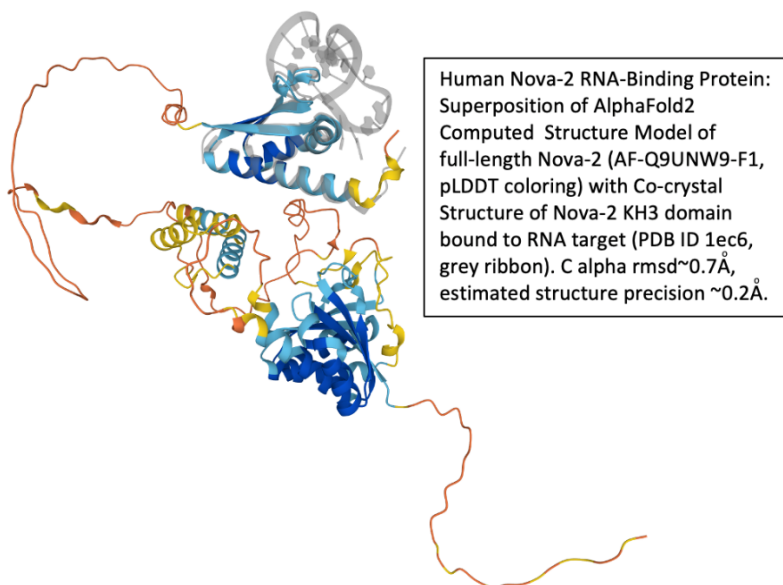 Human Nova-2 RNA-Binding Protein:
Superposition of AlphaFold2
Computed  Structure Model of
full-length Nova-2 (AF-Q9UNW9-F1,
pLDDT coloring) with Co-crystal
Structure of Nova-2 KH3 domain
bound to RNA target (PDB ID 1ec6,
grey ribbon). C alpha rmsd~0.7Å,
estimated structure precision ~0.2Å.